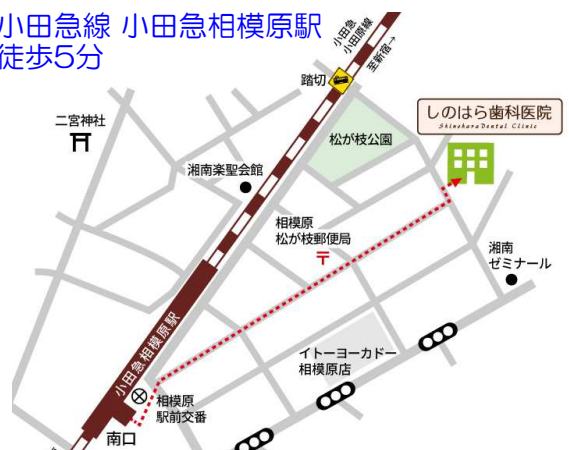 小田急線 小田急相模原駅
徒歩5分
小田急
小田原線
至新宿→
踏切
しのはら歯科医院
Shinohara Dental Clinic
二宮神社
松が枝公園
湘南楽聖会館
相模原
松が枝郵便局
〒
湘南
ゼミナール
小田急相模原駅
イトーヨーカドー
相模原店
相模原
駅前交番
南口